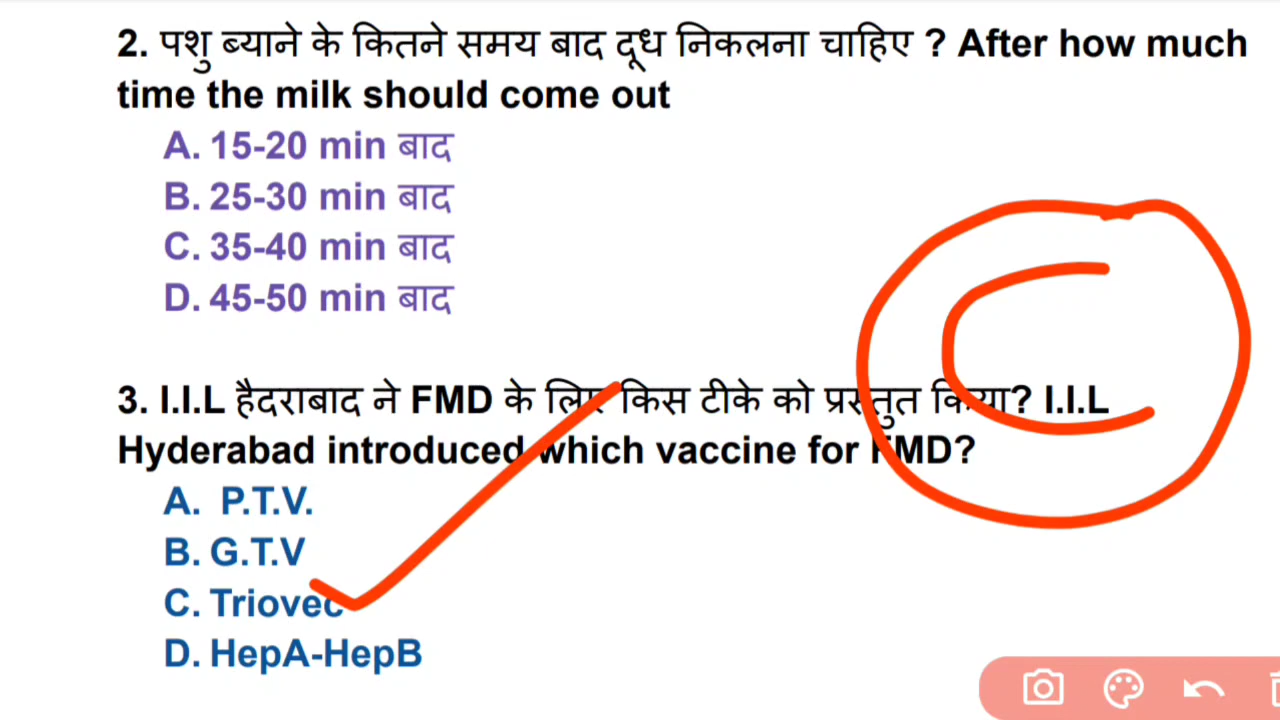 2. पशु ब्याने के कितने समय बाद दूध निकलना चाहिए ? After how much
time the milk should come out
A. 15-20 min बाद
B. 25-30 min बाद
C. 35-40 min बाद
D. 45-50 min बाद
3. I.I.L हैदराबाद ने FMD के लिए किस टीके को प्रस्तुत किया? I.I.L
Hyderabad introduced which vaccine for FMD?
A. P.T.V.
B. G.T.V
C. Triovec
D. HepA-HepB
C